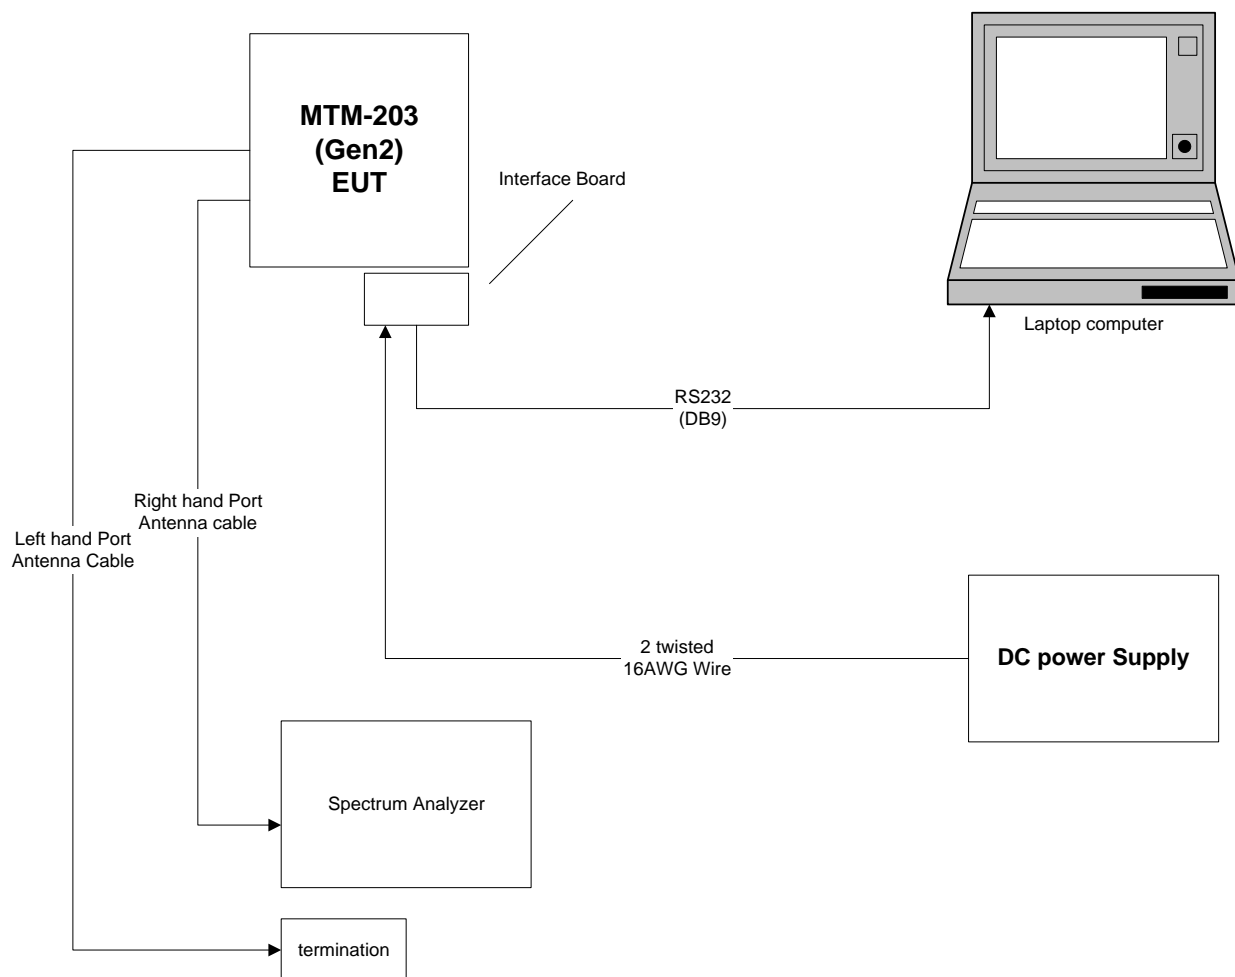 MTM-203
(Gen2)
EUT
Interface Board
Laptop computer
RS232
(DB9)
Right hand Port
Antenna cable
Left hand Port
Antenna Cable
2 twisted
16AWG Wire
DC power Supply
Spectrum Analyzer
termination